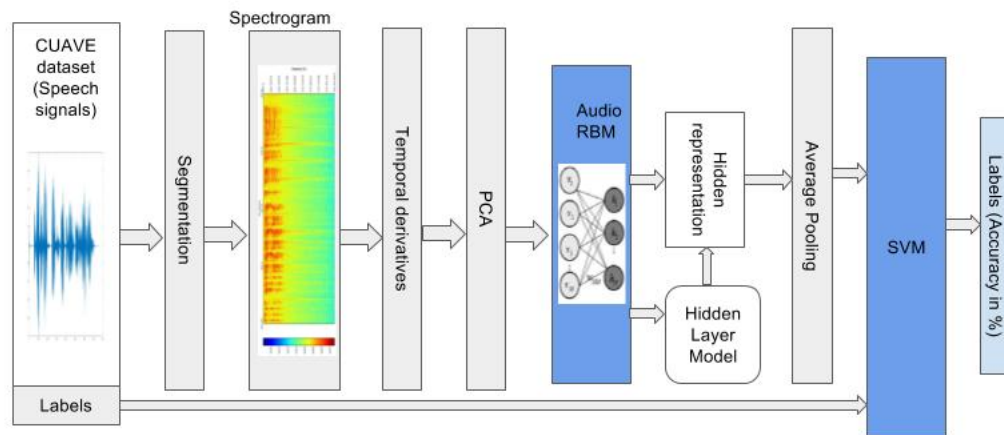 Spectrogram
CUAVE
dataset
(Speech
signals)
Segmentation
Temporal derivatives
PCA
Audio
RBM
Hidden
representation
Hidden
Layer
Model
Average Pooling
SVM
Labels (Accuracy in %)
Labels